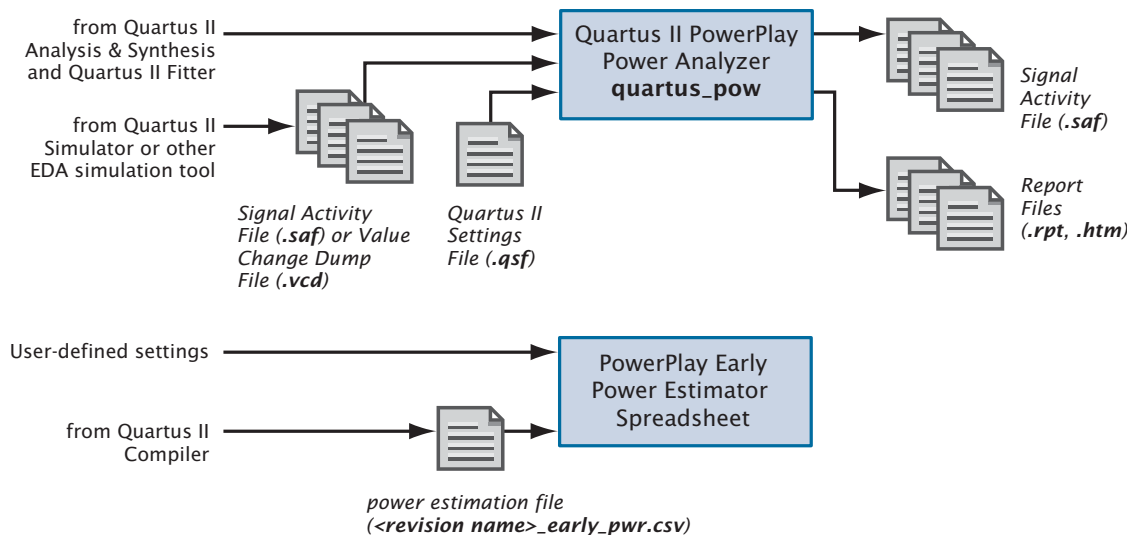 from Quartus II
Analysis & Synthesis
and Quartus II Fitter
Quartus II PowerPlay
Power Analyzer
quartus_pow
Signal
Activity
File (.saf)
from Quartus II
Simulator or other
EDA simulation tool
Signal Activity
File (.saf) or Value
Change Dump
File (.vcd)
Quartus II
Settings
File (.qsf)
Report
Files
(.rpt, .htm)
User-defined settings
PowerPlay Early
Power Estimator
Spreadsheet
from Quartus II
Compiler
power estimation file
(<revision name>_early_pwr.csv)